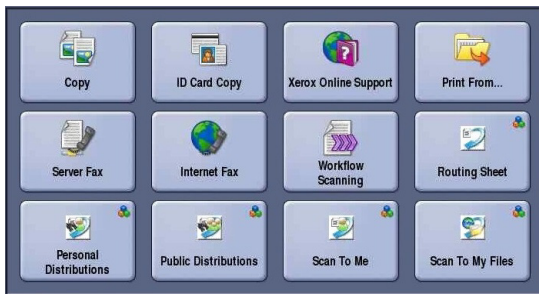 Copy
ID Card Copy
Xerox Online Support
Print From...
Server Fax
Internet Fax
Workflow
Scanning
Routing Sheet
Personal
Distributions
Public Distributions
Scan To Me
Scan To My Files